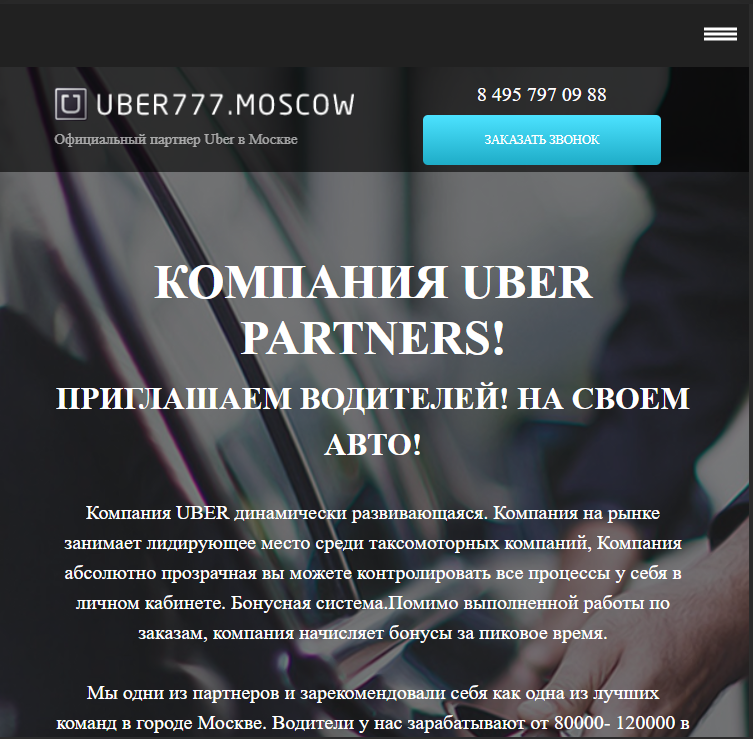 UBER777.MOSCOW
Официальный партнер Uber в Москве
8 495 797 09 88
ЗАКАЗАТЬ ЗВОНОК
КОМПАНИЯ UBER
PARTNERS!
ПРИГЛАШАЕМ ВОДИТЕЛЕЙ! НА СВОЕМ
АВТО!
Компания UBER динамически развивающаяся. Компания на рынке
занимает лидирующее место среди таксомоторных компаний, Компания
абсолютно прозрачная вы можете контролировать все процессы у себя в
личном кабинете. Бонусная система.Помимо выполненной работы по
заказам, компания начисляет бонусы за пиковое время.
Мы одни из партнеров и зарекомендовали себя как одна из лучших
команд в городе Москве. Водители у нас зарабатывают от 80000- 120000 в